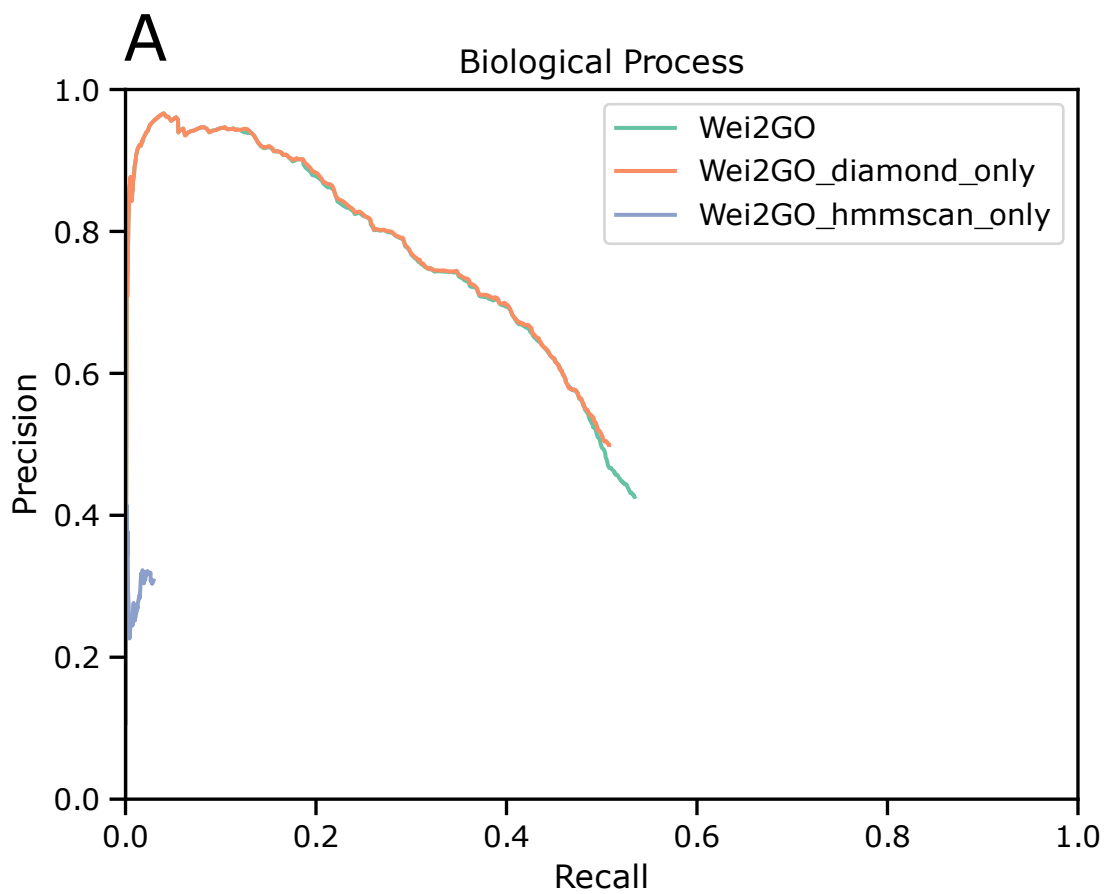 A
Biological Process
1.0
0.8
0.6
0.4
0.2
0.0
Precision
Wei2GO
Wei2GO_diamond_only
Wei2GO_hmmscan_only
0.0 0.2 0.4 0.6 0.8 1.0
Recall